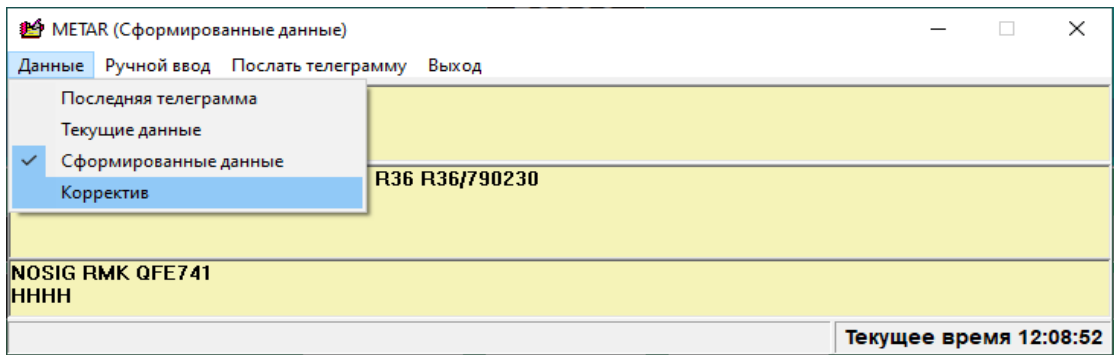 METAR (Сформированные данные)
Данные Ручной ввод Послать телеграмму Выход
Последняя телеграмма
Текущие данные
Сформированные данные
Корректив
R36 R36/790230
NOSIG RMK QFE741
НННН
Текущее время 12:08:52